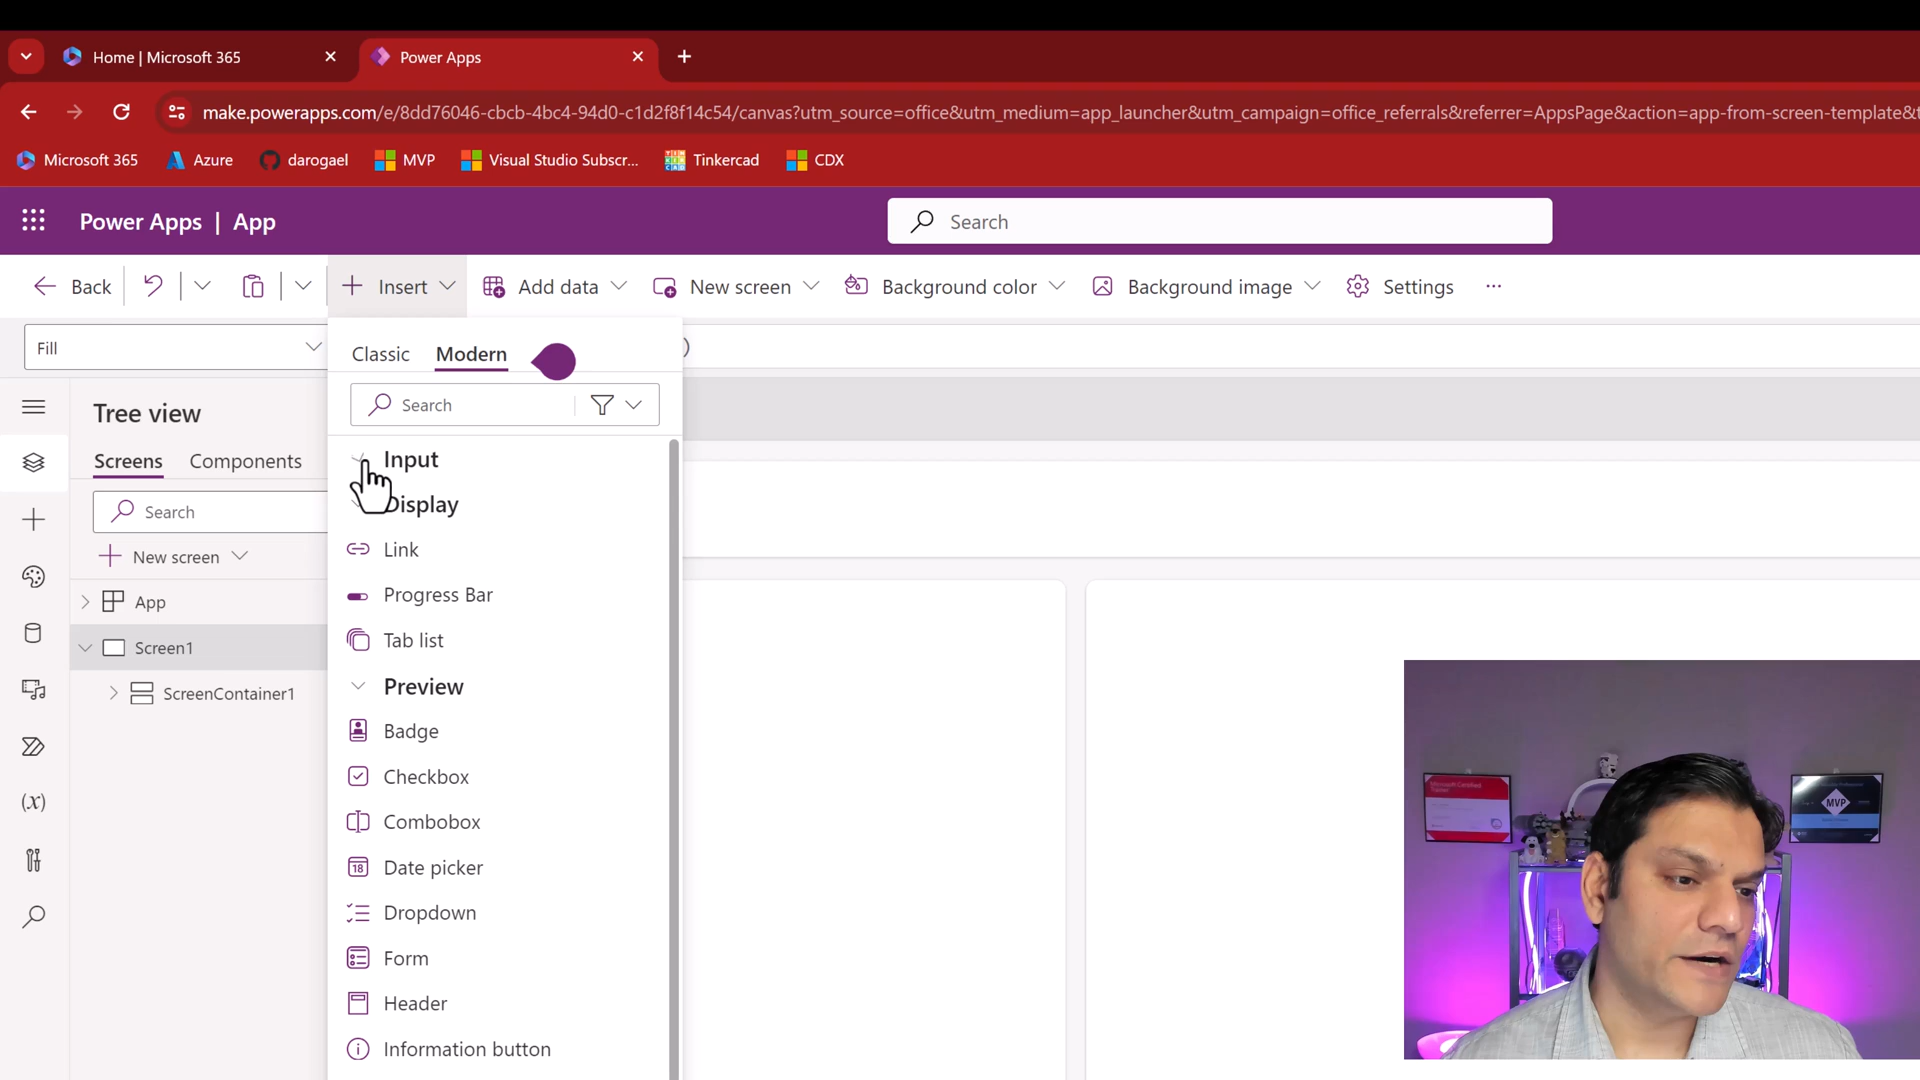 Home | Microsoft 365
Power Apps
make.powerapps.com/e/8dd76046-cbcb-4bc4-94d0-c1d2f8f14c54/canvas?utm_source=office&utm_medium=app_launcher&utm_campaign=office_referrals&referrer=AppsPage&action=app-from-screen-template&t
Microsoft 365
Azure
darogael
MVP
Visual Studio Subscr...
Tinkercad
CDX
Power Apps | App
Search
Back
Insert
Add data
New screen
Background color
Background image
Settings
...
Fill
)
Classic
Modern
Search
Tree view
Screens
Components
Search
New screen
App
Screen1
ScreenContainer1
Input
Display
Link
Progress Bar
Tab list
Preview
Badge
Checkbox
Combobox
Date picker
Dropdown
Form
Header
Information button
(x)
18
MVP